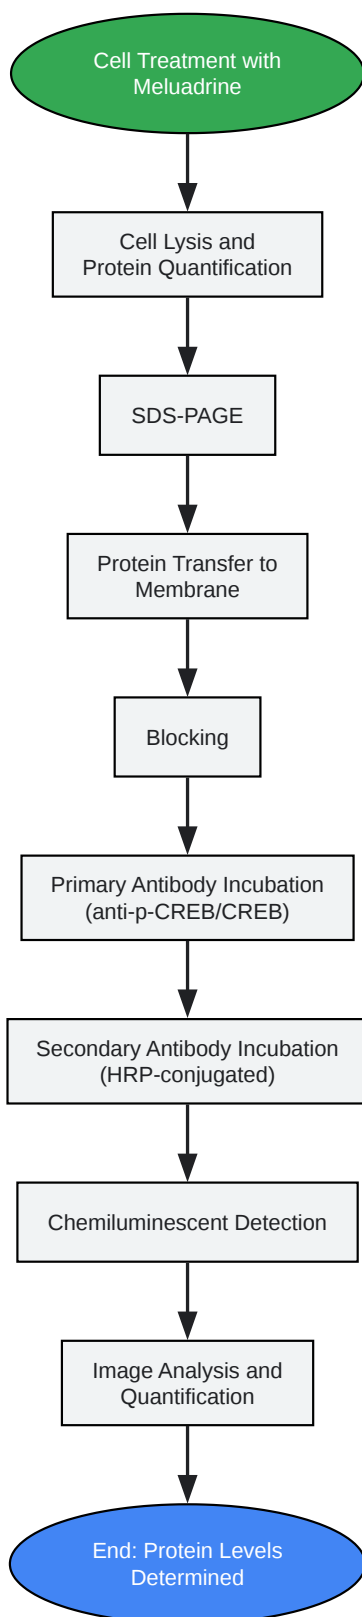 Cell Treatment with
Meluadrine
Cell Lysis and
Protein Quantification
SDS-PAGE
Protein Transfer to
Membrane
Blocking
Primary Antibody Incubation
(anti-p-CREB/CREB)
Secondary Antibody Incubation
(HRP-conjugated)
Chemiluminescent Detection
Image Analysis and
Quantification
End: Protein Levels
Determined